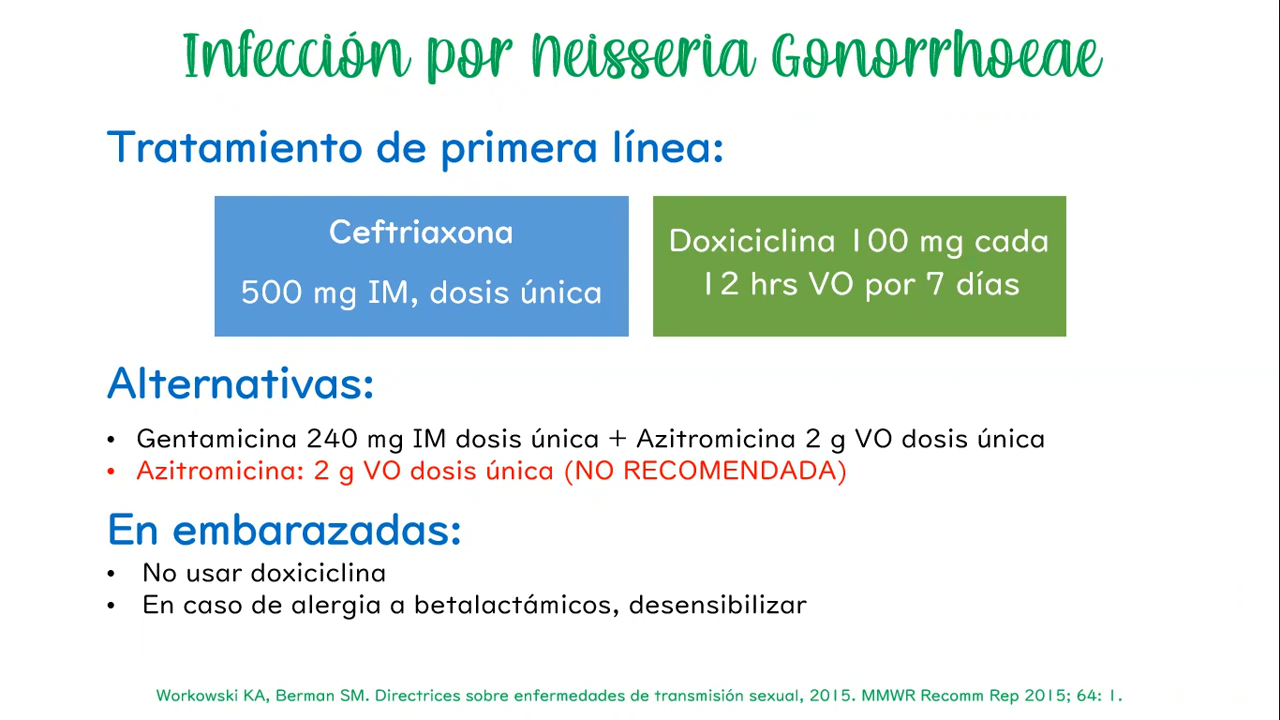 Infección por Neisseria Gonorrhoeae
Tratamiento de primera línea:
Ceftriaxona
500 mg IM, dosis única
Doxiciclina 100 mg cada
12 hrs VO por 7 días
Alternativas:
• Gentamicina 240 mg IM dosis única + Azitromicina 2 g VO dosis única
• Azitromicina: 2 g VO dosis única (NO RECOMENDADA)
En embarazadas:
• No usar doxiciclina
• En caso de alergia a betalactámicos, desensibilizar
Workowski KA, Berman SM. Directrices sobre enfermedades de transmisión sexual, 2015. MMWR Recomm Rep 2015; 64: 1.